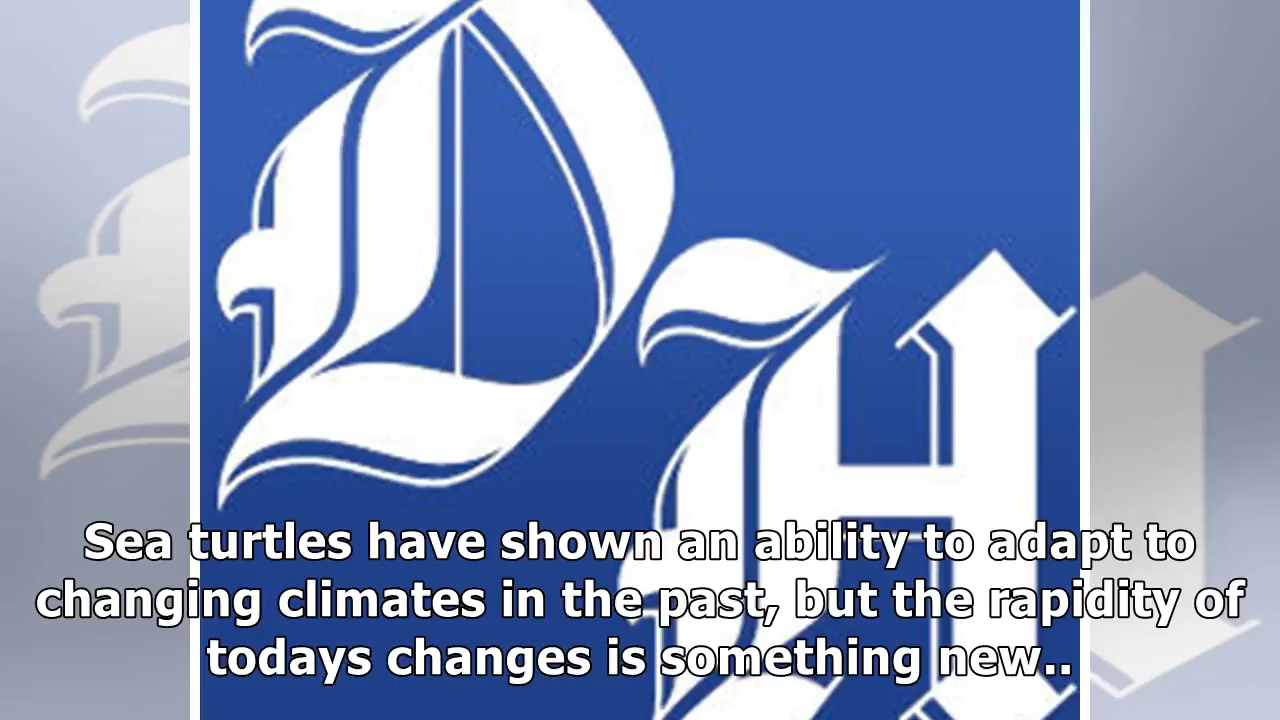 DH
Sea turtles have shown an ability to adapt to
changing climates in the past, but the rapidity of
todays changes is something new..